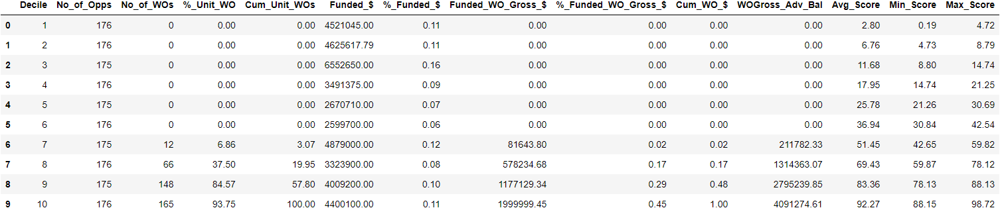 Decile No_of_Opps No_of_WOs %_Unit_WO Cum_Unit_WOs Funded_$ %_Funded_$ Funded_WO_Gross_$ %_Funded_WO_Gross_$ Cum_WO_$ WOGross_Adv_Bal Avg_Score Min_Score Max_Score
0 1 176 0 0.00 0.00 4521045.00 0.11 0.00 0.00 0.00 0.00 2.80 0.19 4.72
1 2 176 0 0.00 0.00 4625617.79 0.11 0.00 0.00 0.00 0.00 6.76 4.73 8.79
2 3 175 0 0.00 0.00 6552650.00 0.16 0.00 0.00 0.00 0.00 11.68 8.80 14.74
3 4 176 0 0.00 0.00 3491375.00 0.09 0.00 0.00 0.00 0.00 17.95 14.74 21.25
4 5 175 0 0.00 0.00 2670710.00 0.07 0.00 0.00 0.00 0.00 25.78 21.26 30.69
5 6 176 0 0.00 0.00 2599700.00 0.06 0.00 0.00 0.00 0.00 36.94 30.84 42.54
6 7 175 12 6.86 3.07 4879000.00 0.12 81643.80 0.02 0.02 211782.33 51.45 42.65 59.82
7 8 176 66 37.50 19.95 3323900.00 0.08 578234.68 0.17 0.17 1314363.07 69.43 59.87 78.12
8 9 175 148 84.57 57.80 4009200.00 0.10 1177129.34 0.29 0.48 2795239.85 83.36 78.13 88.13
9 10 176 165 93.75 100.00 4400100.00 0.11 1999999.45 0.45 1.00 4091274.61 92.27 88.15 98.72